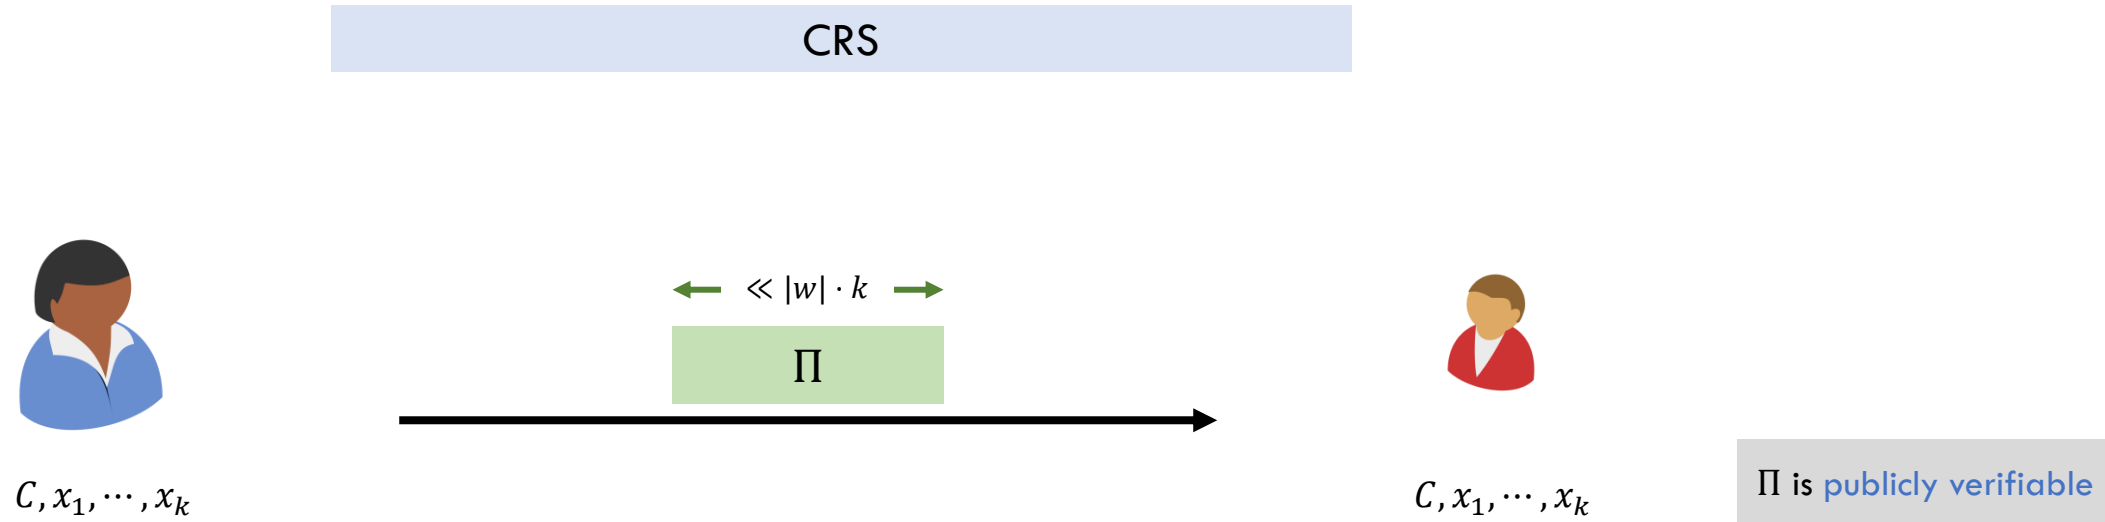 CRS
≪ |w| · k
Π
C, x₁, ⋯ , xₖ
C, x₁, ⋯ , xₖ
Π is publicly verifiable